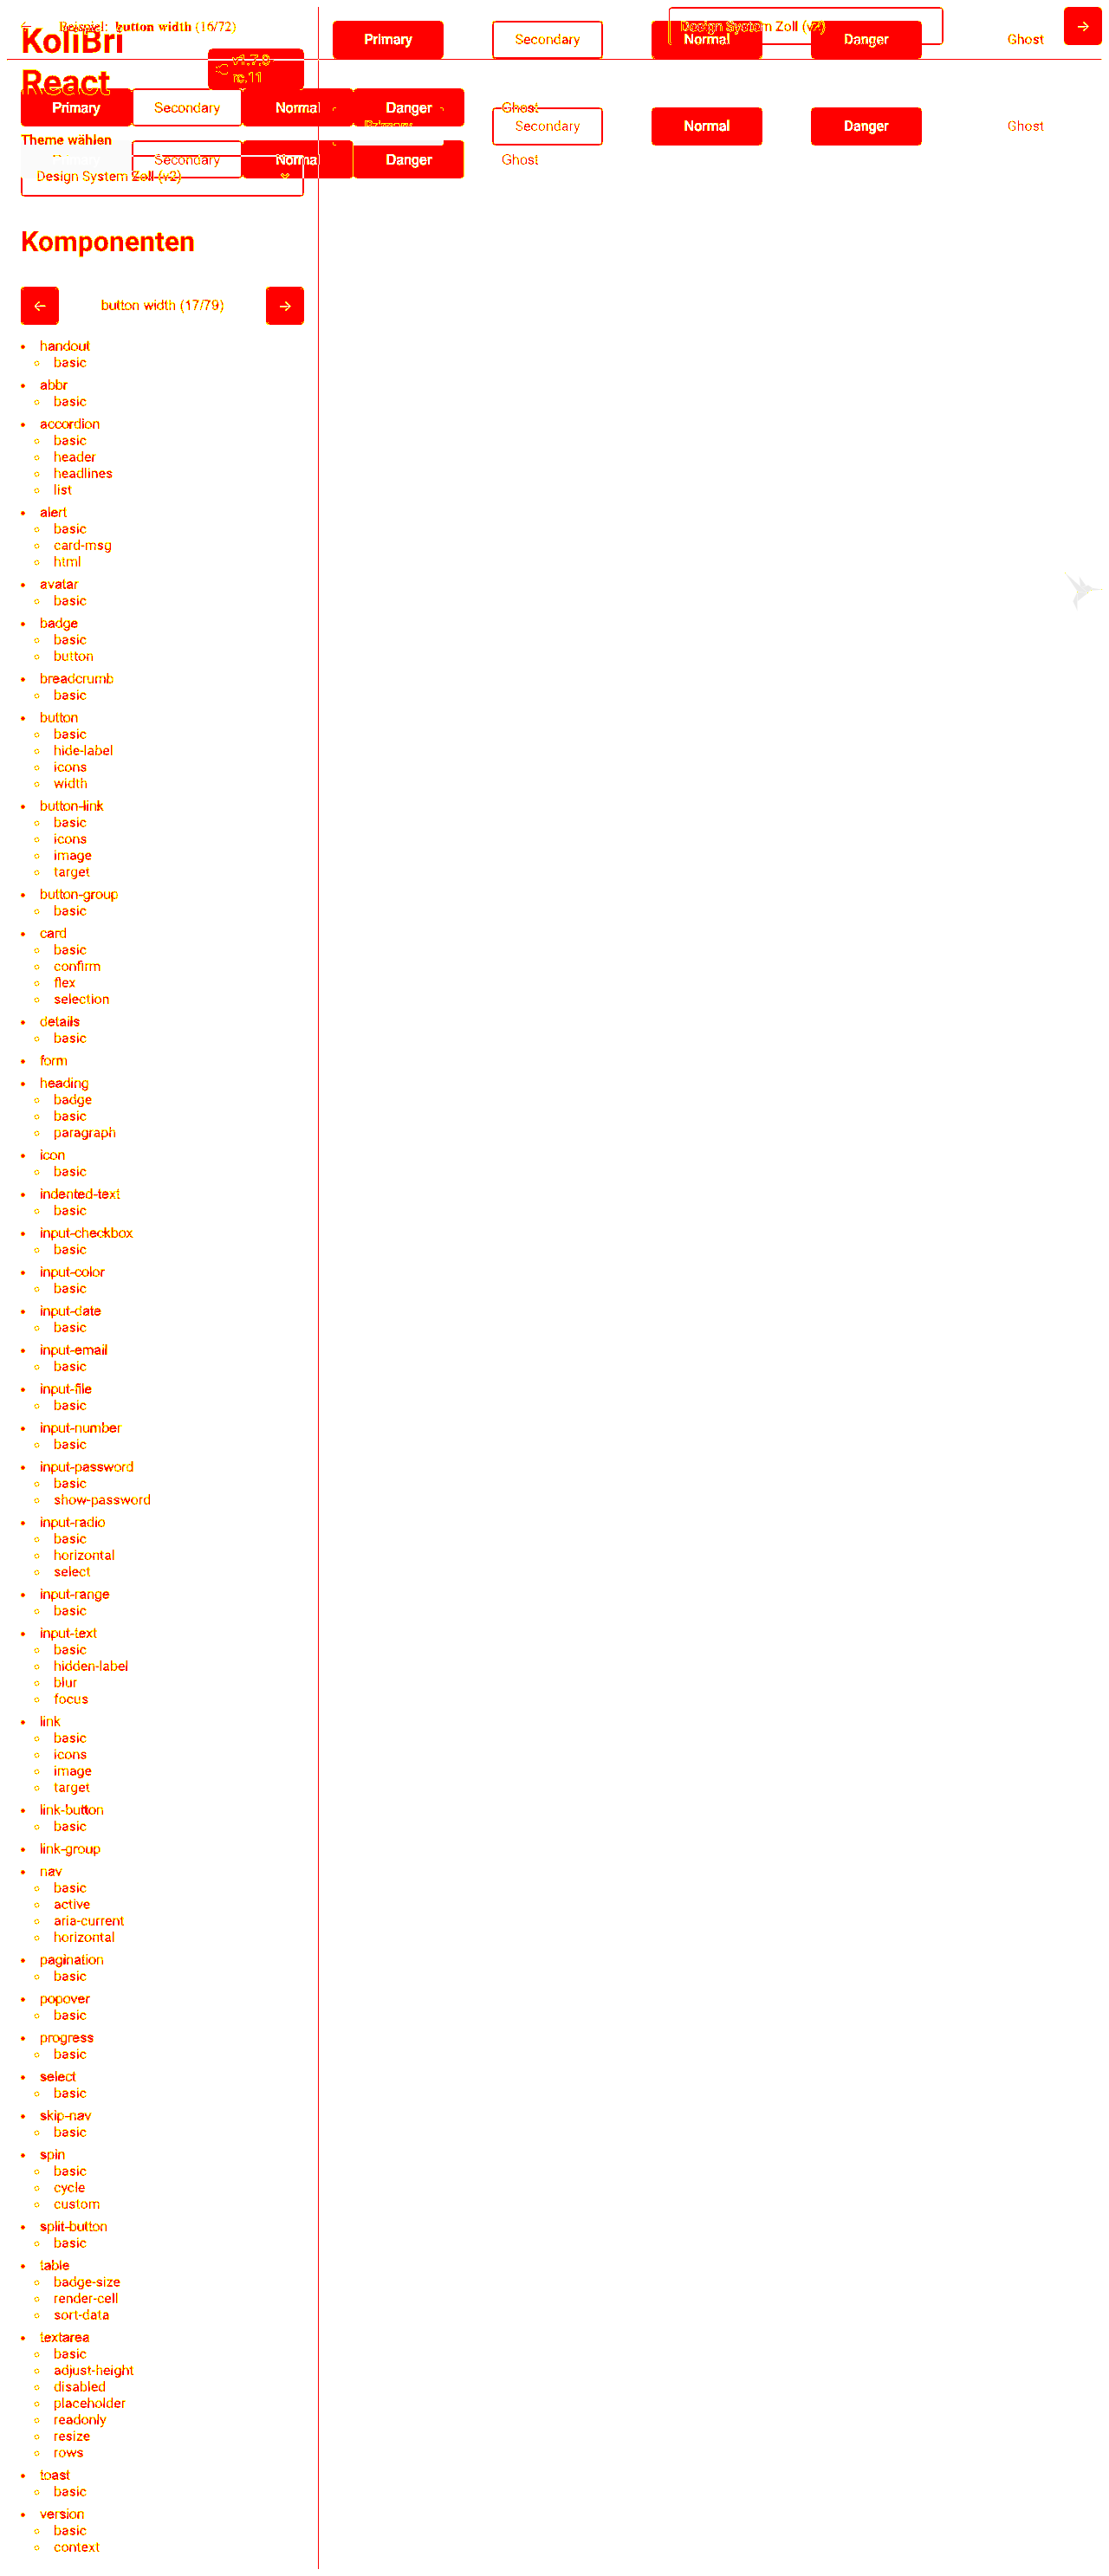 ← Beispiel: button width (16/72)
Design System Zoll (v2)
→
KoliBri
React
v1.7.0-
rc.11
Primary Secondary Normal Danger Ghost
Primary Secondary Normal Danger Ghost
Primary Secondary Normal Danger Ghost
Theme wählen
Secondary Normal Danger Ghost
Design System Zoll (v2)
Komponenten
← button width (17/79) →
handout
basic
abbr
basic
accordion
basic
header
headlines
list
alert
basic
card-msg
html
avatar
basic
badge
basic
button
breadcrumb
basic
button
basic
hide-label
icons
width
button-link
basic
icons
image
target
button-group
basic
card
basic
confirm
flex
selection
details
basic
form
heading
badge
basic
paragraph
icon
basic
indented-text
basic
input-checkbox
basic
input-color
basic
input-date
basic
input-email
basic
input-file
basic
input-number
basic
input-password
basic
show-password
input-radio
basic
horizontal
select
input-range
basic
input-text
basic
hidden-label
blur
focus
link
basic
icons
image
target
link-button
basic
link-group
nav
basic
active
aria-current
horizontal
pagination
basic
popover
basic
progress
basic
select
basic
skip-nav
basic
spin
basic
cycle
custom
split-button
basic
table
badge-size
render-cell
sort-data
textarea
basic
adjust-height
disabled
placeholder
readonly
resize
rows
toast
basic
version
basic
context